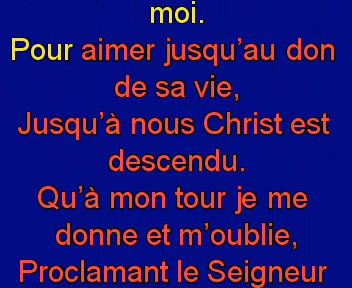 moi.
Pour aimer jusqu’au don
de sa vie,
Jusqu’à nous Christ est
descendu.
Qu’à mon tour je me
donne et m’oublie,
Proclamant le Seigneur